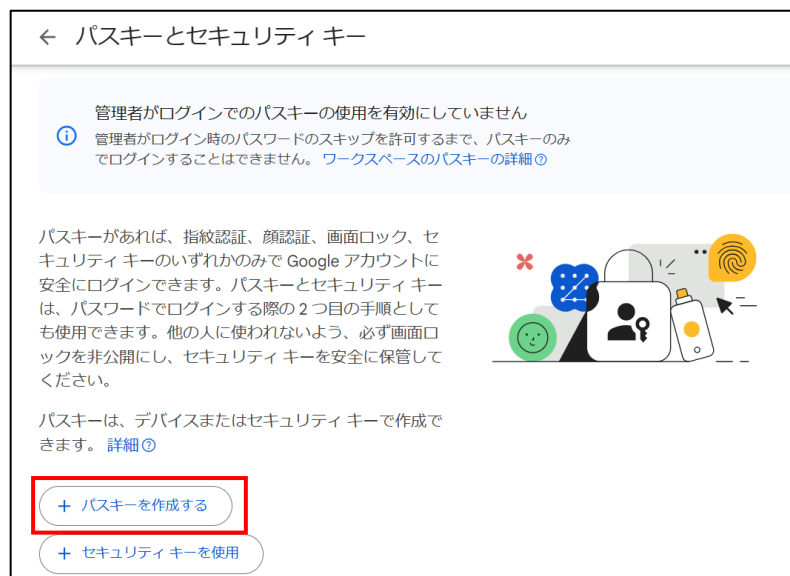 ← パスキーとセキュリティ キー
管理者がログインでのパスキーの使用を有効にしていません
管理者がログイン時のパスワードのスキップを許可するまで、パスキーのみ
でログインすることはできません。 ワークスペースのパスキーの詳細
パスキーがあれば、指紋認証、顔認証、画面ロック、セ
キュリティ キーのいずれかのみで Google アカウントに
安全にログインできます。パスキーとセキュリティ キー
は、パスワードでログインする際の 2 つ目の手順として
も使用できます。他の人に使われないよう、必ず画面ロ
ックを非公開にし、セキュリティ キーを安全に保管して
ください。
パスキーは、デバイスまたはセキュリティ キーで作成で
きます。 詳細
+ パスキーを作成する
+ セキュリティ キーを使用